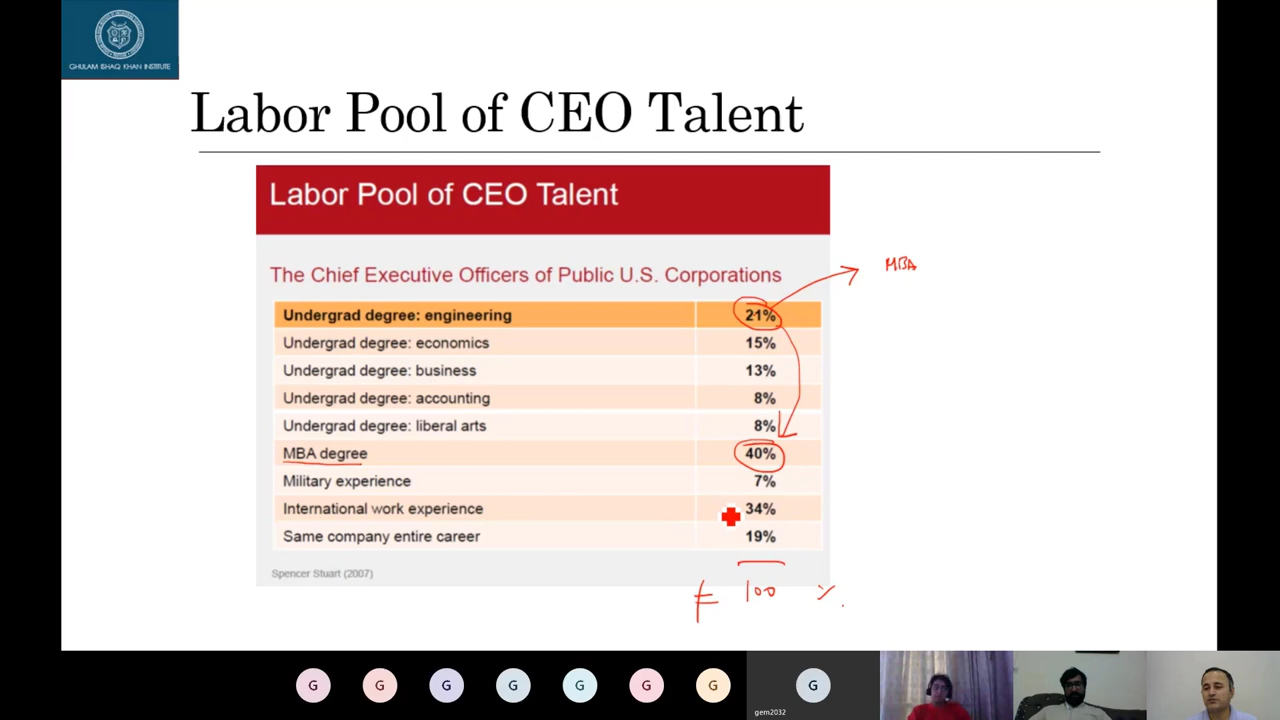 GHULAM ISHAQ KHAN INSTITUTE
Labor Pool of CEO Talent
Labor Pool of CEO Talent
The Chief Executive Officers of Public U.S. Corporations
MBA
Undergrad degree: engineering 21%
Undergrad degree: economics 15%
Undergrad degree: business 13%
Undergrad degree: accounting 8%
Undergrad degree: liberal arts 8%
MBA degree 40%
Military experience 7%
International work experience 34%
Same company entire career 19%
Spencer Stuart (2007)
≠ 100 %.
G G G G G G G G
gem2032